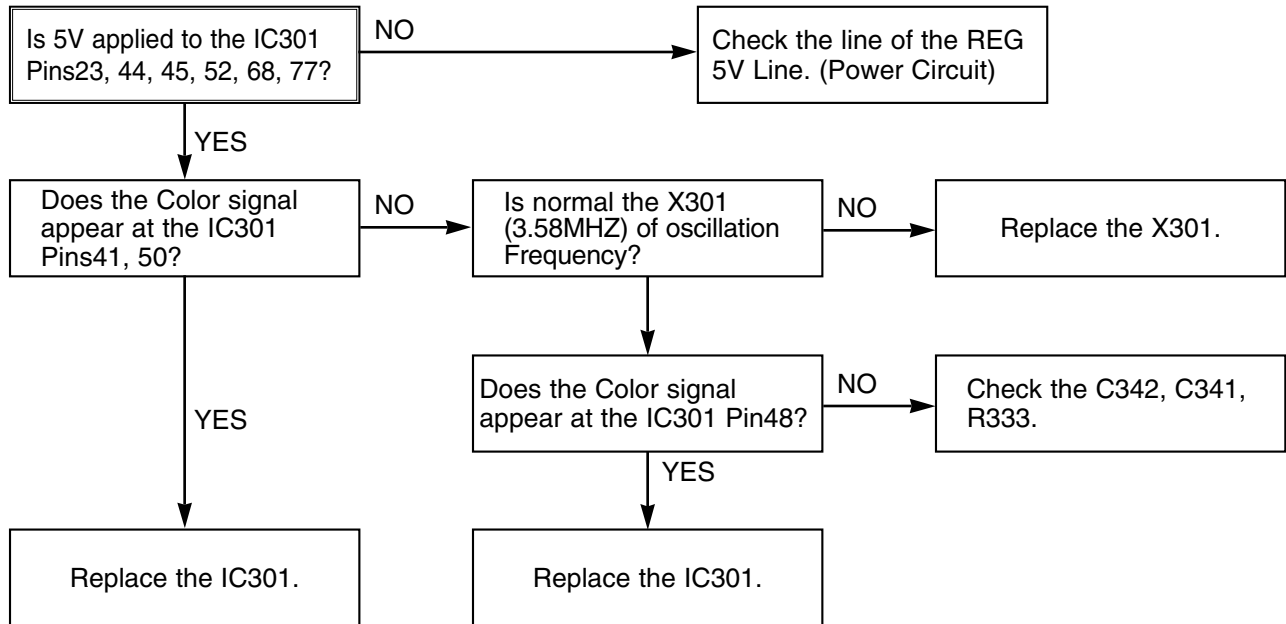 Is 5V applied to the IC301
Pins23, 44, 45, 52, 68, 77?
NO
Check the line of the REG
5V Line. (Power Circuit)
YES
Does the Color signal
appear at the IC301
Pins41, 50?
NO
Is normal the X301
(3.58MHZ) of oscillation
Frequency?
NO
Replace the X301.
YES
Does the Color signal
appear at the IC301 Pin48?
NO
Check the C342, C341,
R333.
YES
Replace the IC301.
Replace the IC301.